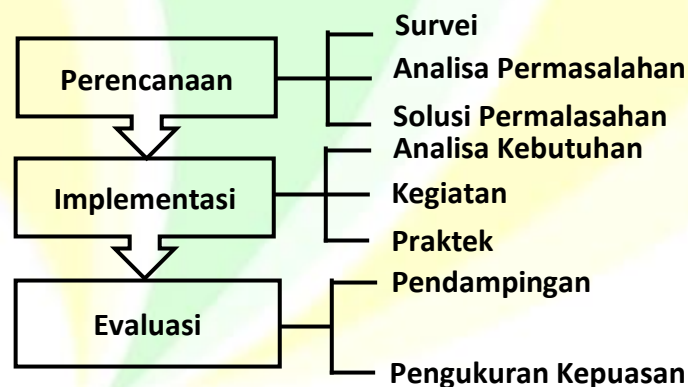 Perencanaan
Survei
Analisa Permasalahan
Solusi Permalasahan
Implementasi
Analisa Kebutuhan
Kegiatan
Praktek
Evaluasi
Pendampingan
Pengukuran Kepuasan